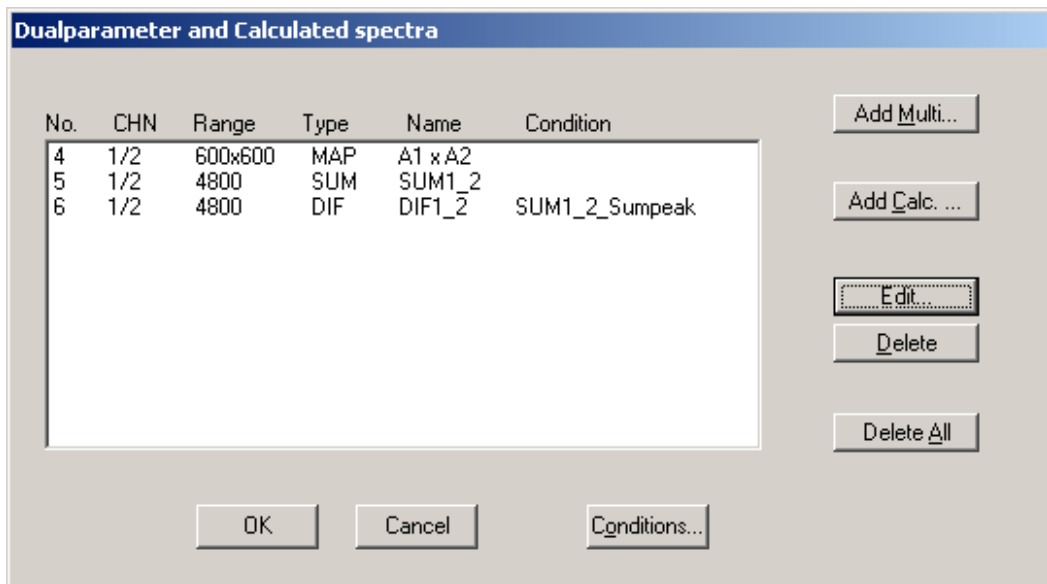 Dualparameter and Calculated spectra
No. CHN Range Type Name Condition
4 1/2 600x600 MAP A1 x A2
5 1/2 4800 SUM SUM1_2
6 1/2 4800 DIF DIF1_2 SUM1_2_Sumpeak
Add Multi...
Add Calc. ...
Edit...
Delete
Delete All
OK Cancel Conditions...